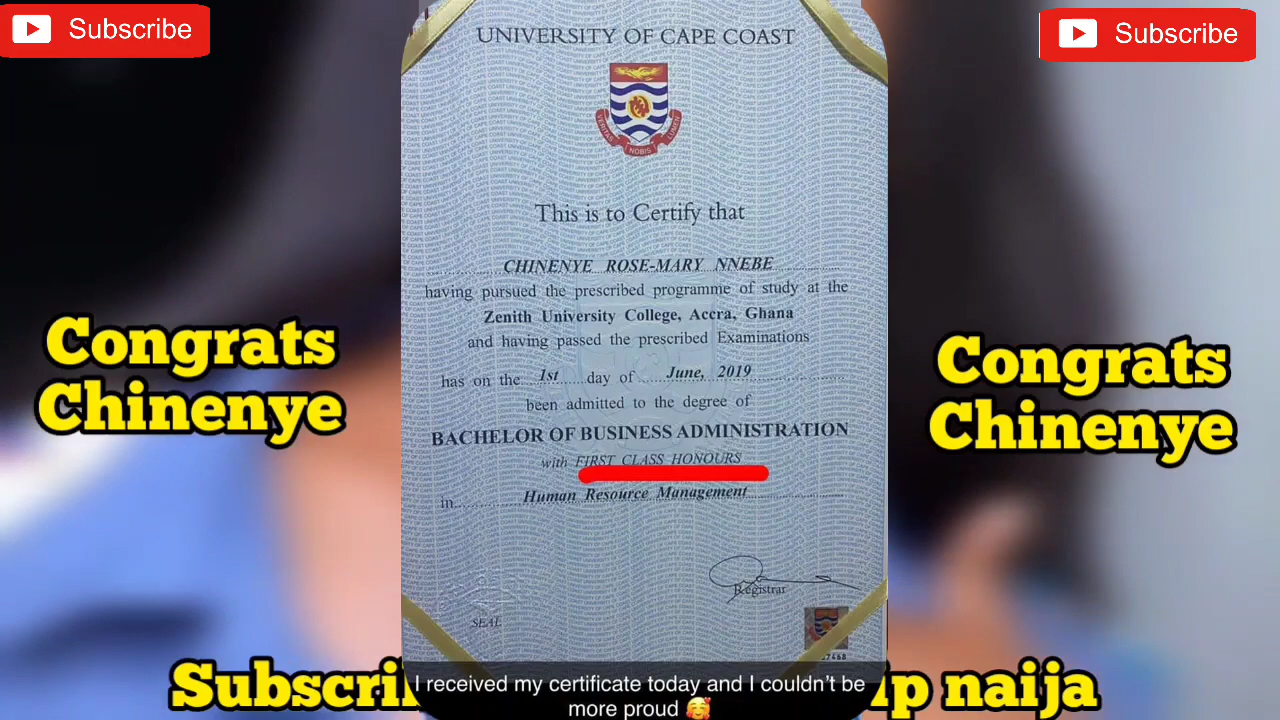 Subscribe
Subscribe
UNIVERSITY OF CAPE COAST
VERITAS NOBIS LUMEN
This is to Certify that
CHINENYE ROSE-MARY NNEBE
having pursued the prescribed programme of study at the
Zenith University College, Accra, Ghana
and having passed the prescribed Examinations
has on the 1st day of June, 2019
been admitted to the degree of
BACHELOR OF BUSINESS ADMINISTRATION
with FIRST CLASS HONOURS
in Human Resource Management
Registrar
SEAL
Congrats
Chinenye
Congrats
Chinenye
Subscri
lp naija
I received my certificate today and I couldn't be
more proud 🥰